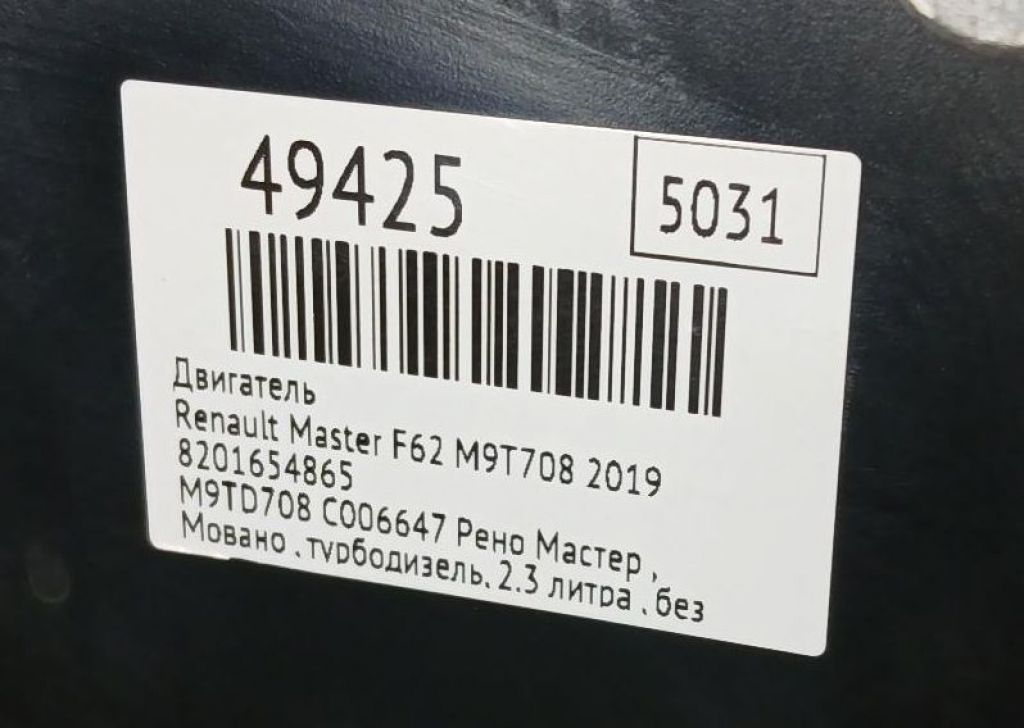 49425
5031
Двигатель
Renault Master F62 M9T708 2019
8201654865
M9TD708 C006647 Рено Мастер ,
Мовано , турбодизель, 2.3 литра , без